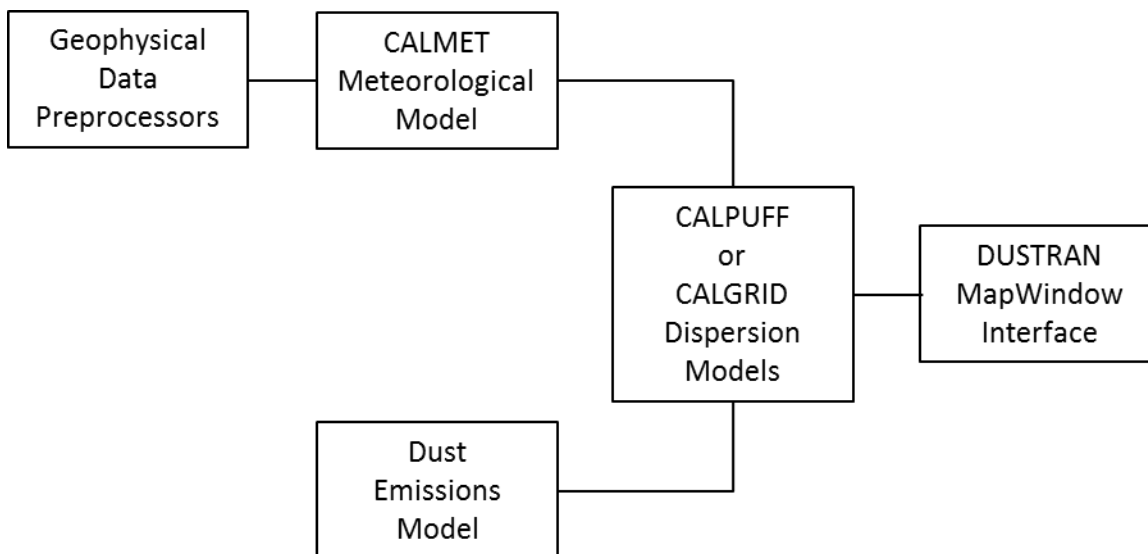 Geophysical
Data
Preprocessors
CALMET
Meteorological
Model
CALPUFF
or
CALGRID
Dispersion
Models
DUSTRAN
MapWindow
Interface
Dust
Emissions
Model